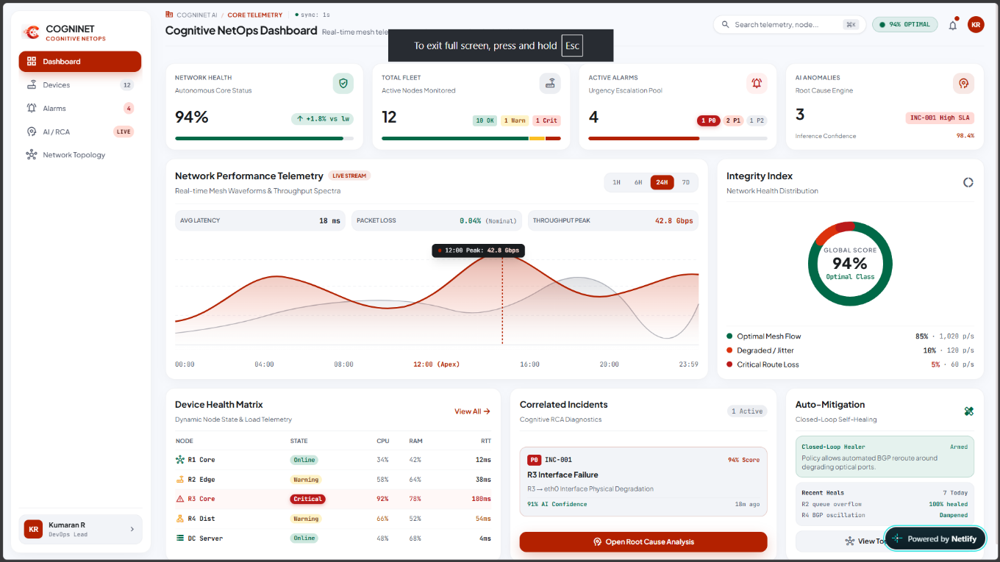 COGNINET
COGNITIVE NETOPS
Dashboard
Devices 12
Alarms 4
AI / RCA LIVE
Network Topology
KR
Kumaran R
DevOps Lead
COGNINET AI / CORE TELEMETRY sync: 1s
Cognitive NetOps Dashboard Real-time mesh tele
To exit full screen, press and hold Esc
Search telemetry, node... ⌘K
94% OPTIMAL
KR
NETWORK HEALTH
Autonomous Core Status
94% ↑ +1.8% vs lw
TOTAL FLEET
Active Nodes Monitored
12 10 OK 1 Warn 1 Crit
ACTIVE ALARMS
Urgency Escalation Pool
4 1 P0 2 P1 1 P2
AI ANOMALIES
Root Cause Engine
3 INC-001 High SLA
Inference Confidence 98.4%
Network Performance Telemetry LIVE STREAM
Real-time Mesh Waveforms & Throughput Spectra
1H 6H 24H 7D
AVG LATENCY 18 ms
PACKET LOSS 0.04% (Nominal)
THROUGHPUT PEAK 42.8 Gbps
12:00 Peak: 42.8 Gbps
00:00 04:00 08:00 12:00 (Apex) 16:00 20:00 23:59
Integrity Index
Network Health Distribution
GLOBAL SCORE
94%
Optimal Class
Optimal Mesh Flow 85% · 1,020 p/s
Degraded / Jitter 10% · 120 p/s
Critical Route Loss 5% · 60 p/s
Device Health Matrix
Dynamic Node State & Load Telemetry
View All →
NODE STATE CPU RAM RTT
R1 Core Online 34% 42% 12ms
R2 Edge Warning 58% 64% 38ms
R3 Core Critical 92% 78% 180ms
R4 Dist Warning 66% 52% 54ms
DC Server Online 48% 68% 4ms
Correlated Incidents
Cognitive RCA Diagnostics
1 Active
P0 INC-001 94% Score
R3 Interface Failure
R3 → eth0 Interface Physical Degradation
91% AI Confidence 18m ago
Open Root Cause Analysis
Auto-Mitigation
Closed-Loop Self-Healing
Closed-Loop Healer Armed
Policy allows automated BGP reroute around
degrading optical ports.
Recent Heals 7 Today
R2 queue overflow 100% healed
R4 BGP oscillation Dampened
View To
Powered by Netlify